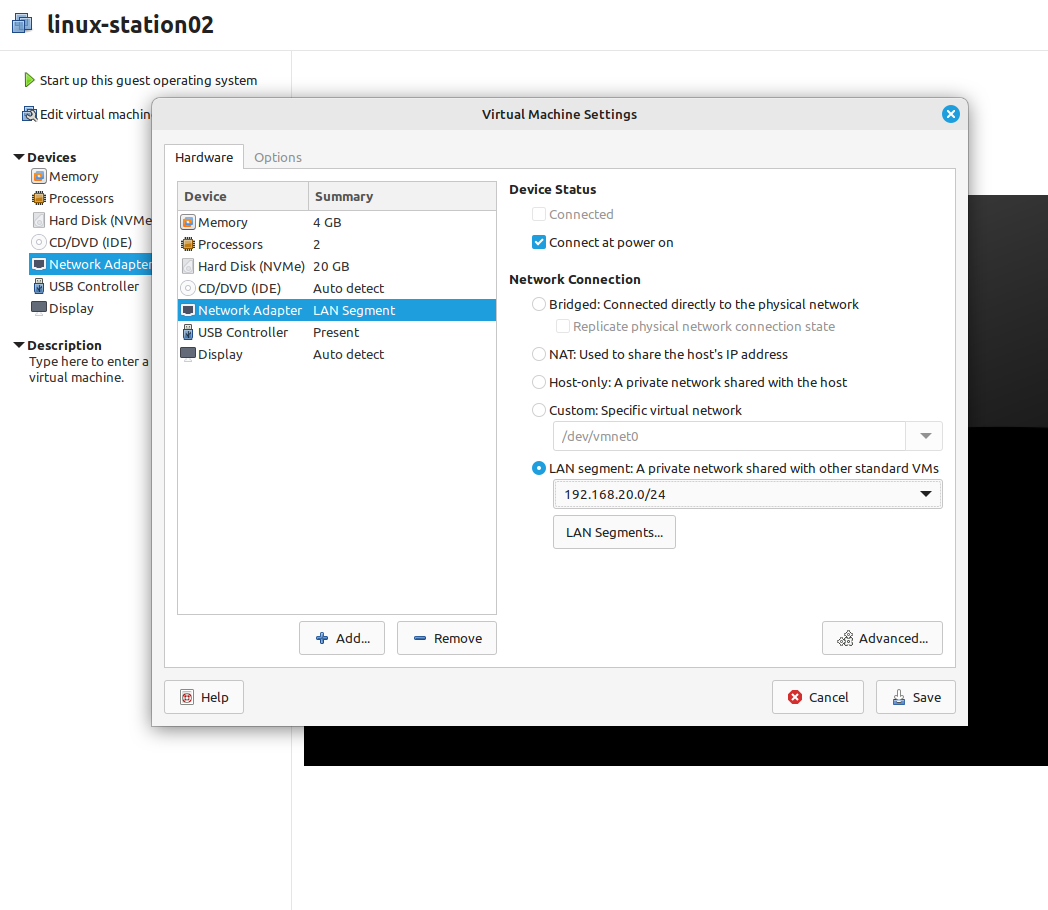 linux-station02
Start up this guest operating system
Edit virtual machin
Devices
Memory
Processors
Hard Disk (NVMe
CD/DVD (IDE)
Network Adapter
USB Controller
Display
Description
Type here to enter a
virtual machine.
Virtual Machine Settings
Hardware
Options
Device
Summary
Memory 4 GB
Processors 2
Hard Disk (NVMe) 20 GB
CD/DVD (IDE) Auto detect
Network Adapter LAN Segment
USB Controller Present
Display Auto detect
Add...
Remove
Device Status
Connected
Connect at power on
Network Connection
Bridged: Connected directly to the physical network
Replicate physical network connection state
NAT: Used to share the host's IP address
Host-only: A private network shared with the host
Custom: Specific virtual network
/dev/vmnet0
LAN segment: A private network shared with other standard VMs
192.168.20.0/24
LAN Segments...
Advanced...
Help
Cancel
Save